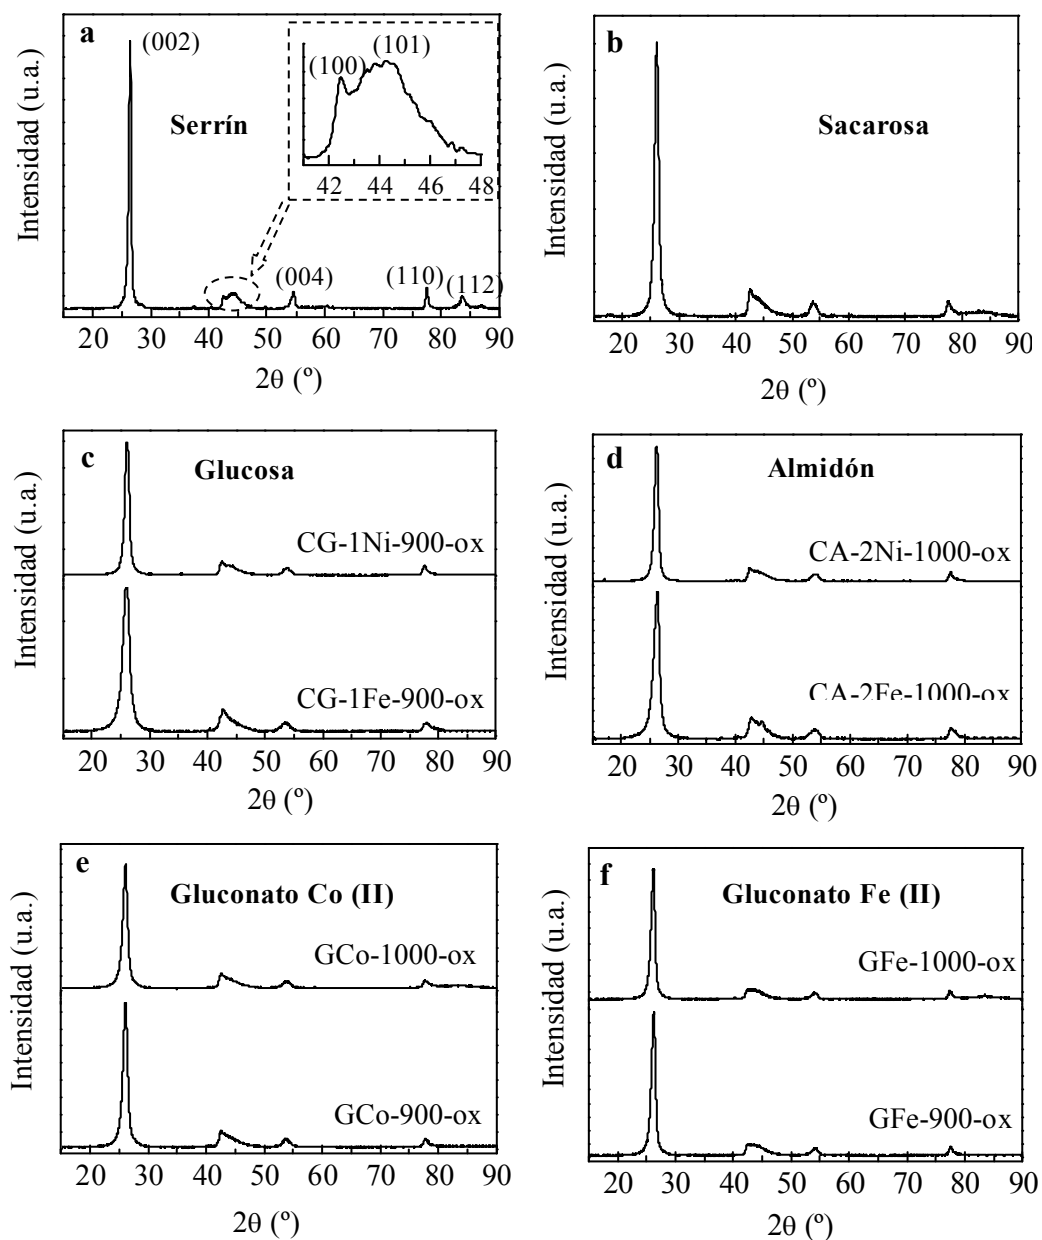 a
(002)
Serrín
(100)
(101)
42 44 46 48
(004)
(110)
(112)
Intensidad (u.a.)
20 30 40 50 60 70 80 90
2θ (º)
b
Sacarosa
Intensidad (u.a.)
20 30 40 50 60 70 80 90
2θ (º)
c
Glucosa
CG-1Ni-900-ox
CG-1Fe-900-ox
Intensidad (u.a.)
20 30 40 50 60 70 80 90
2θ (º)
d
Almidón
CA-2Ni-1000-ox
CA-2Fe-1000-ox
Intensidad (u.a.)
20 30 40 50 60 70 80 90
2θ (º)
e
Gluconato Co (II)
GCo-1000-ox
GCo-900-ox
Intensidad (u.a.)
20 30 40 50 60 70 80 90
2θ (º)
f
Gluconato Fe (II)
GFe-1000-ox
GFe-900-ox
Intensidad (u.a.)
20 30 40 50 60 70 80 90
2θ (º)